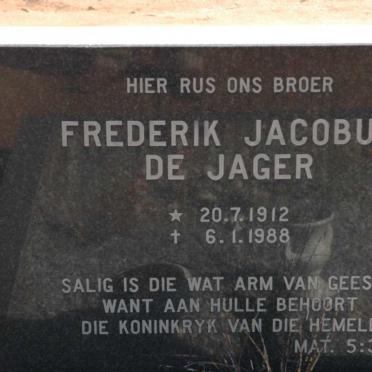 HIER RUS ONS BROER
FREDERIK JACOBU
DE JAGER
★ 20.7.1912
† 6.1.1988
SALIG IS DIE WAT ARM VAN GEES
WANT AAN HULLE BEHOORT
DIE KONINKRYK VAN DIE HEMEL
MAT. 5:3